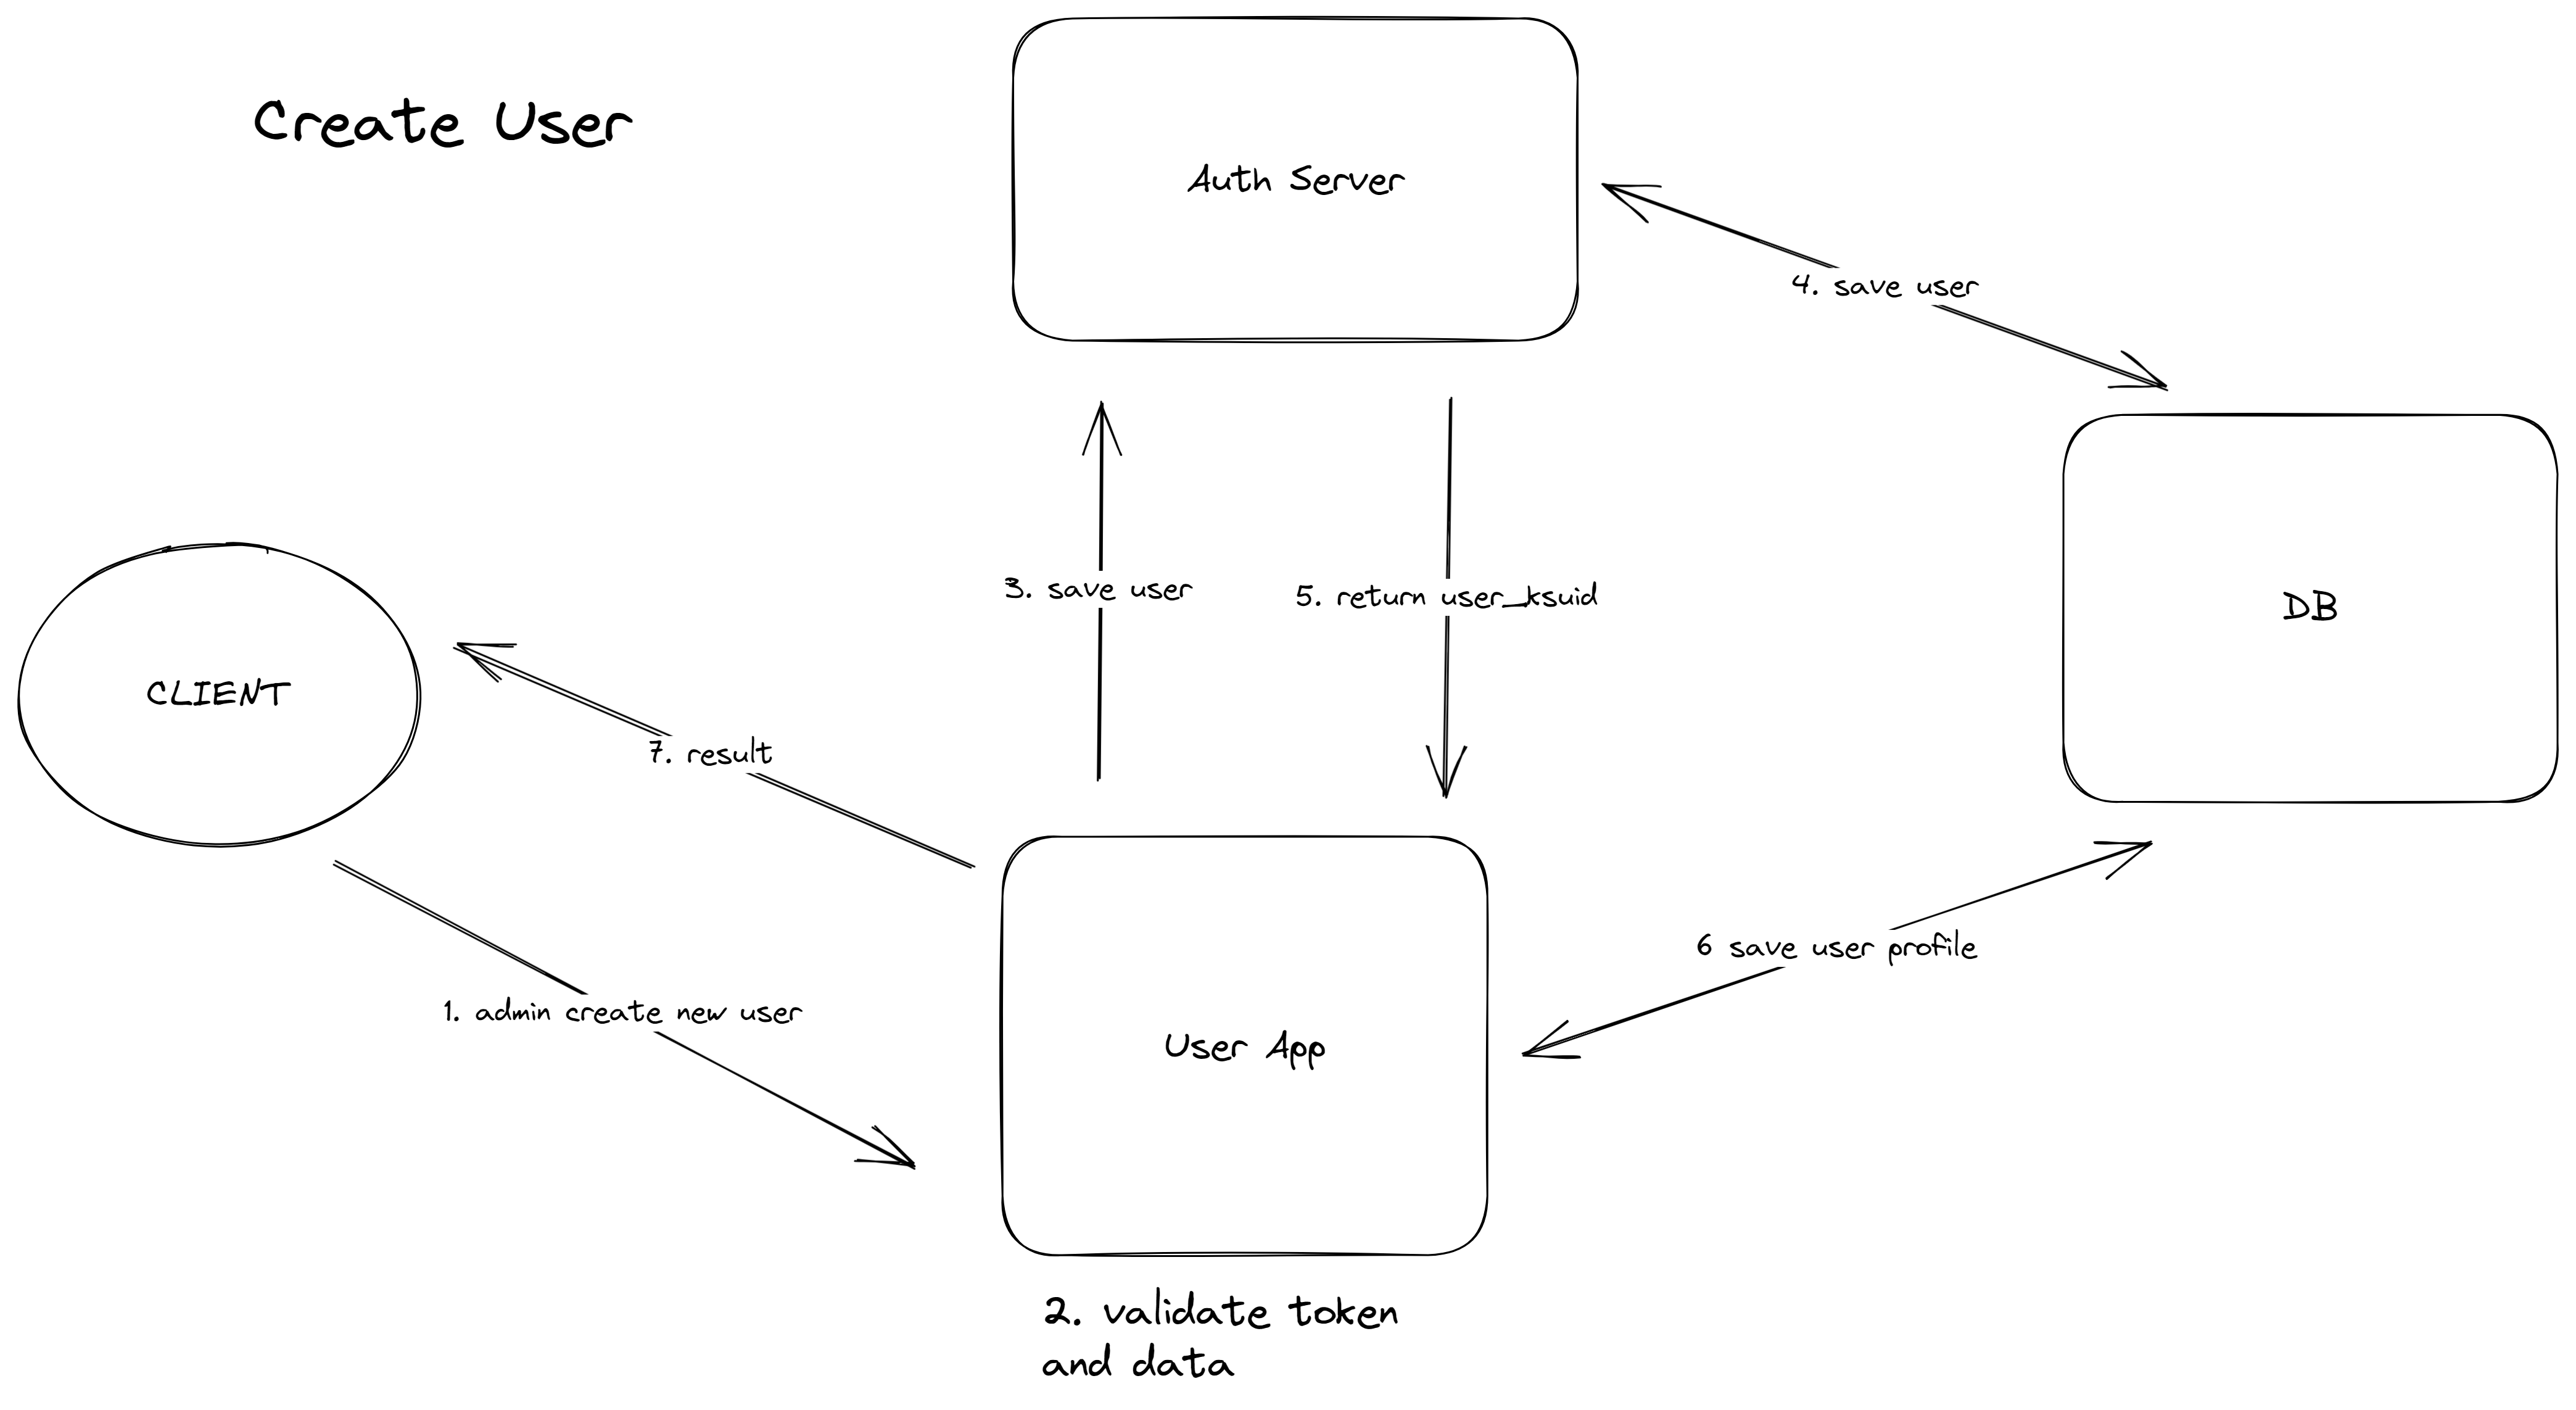 Create User
Auth Server
4. save user
3. save user
5. return user_ksuid
DB
CLIENT
7. result
6 save user profile
1. admin create new user
User App
2. validate token
and data